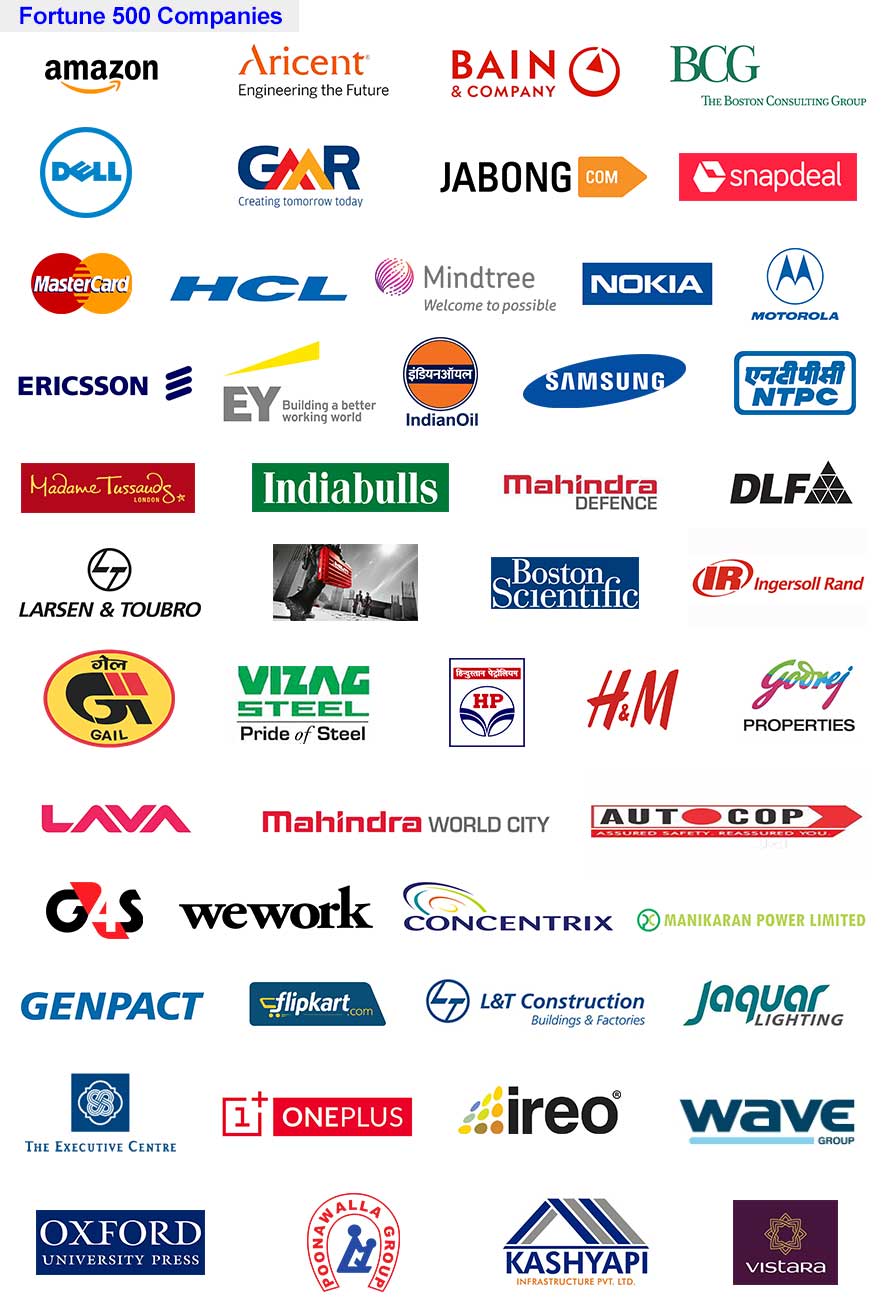 Fortune 500 Companies
amazon
Aricent®
Engineering the Future
BAIN
& COMPANY
BCG
THE BOSTON CONSULTING GROUP
DELL
GMR
Creating tomorrow today
JABONG COM
snapdeal
MasterCard
HCL
Mindtree
Welcome to possible
NOKIA
MOTOROLA
ERICSSON
EY Building a better
working world
इंडियनऑयल
IndianOil
SAMSUNG
एनटीपीसी
NTPC
Madame Tussauds
LONDON
Indiabulls
Mahindra
DEFENCE
DLF
LT
LARSEN & TOUBRO
Boston
Scientific
IR Ingersoll Rand
गेल
GAIL
VIZAG
STEEL
Pride of Steel
हिन्दुस्तान पेट्रोलियम
HP
H&M
Godrej
PROPERTIES
LAVA
Mahindra WORLD CITY
AUTOCOP
ASSURED SAFETY. REASSURED YOU.
G4S
wework
CONCENTRIX
MANIKARAN POWER LIMITED
GENPACT
flipkart.com
LT L&T Construction
Buildings & Factories
Jaquar
LIGHTING
THE EXECUTIVE CENTRE
1+ ONEPLUS
ireo®
WAVE
GROUP
OXFORD
UNIVERSITY PRESS
POONAWALLA GROUP
KASHYAPI
INFRASTRUCTURE PVT. LTD.
VISTARA